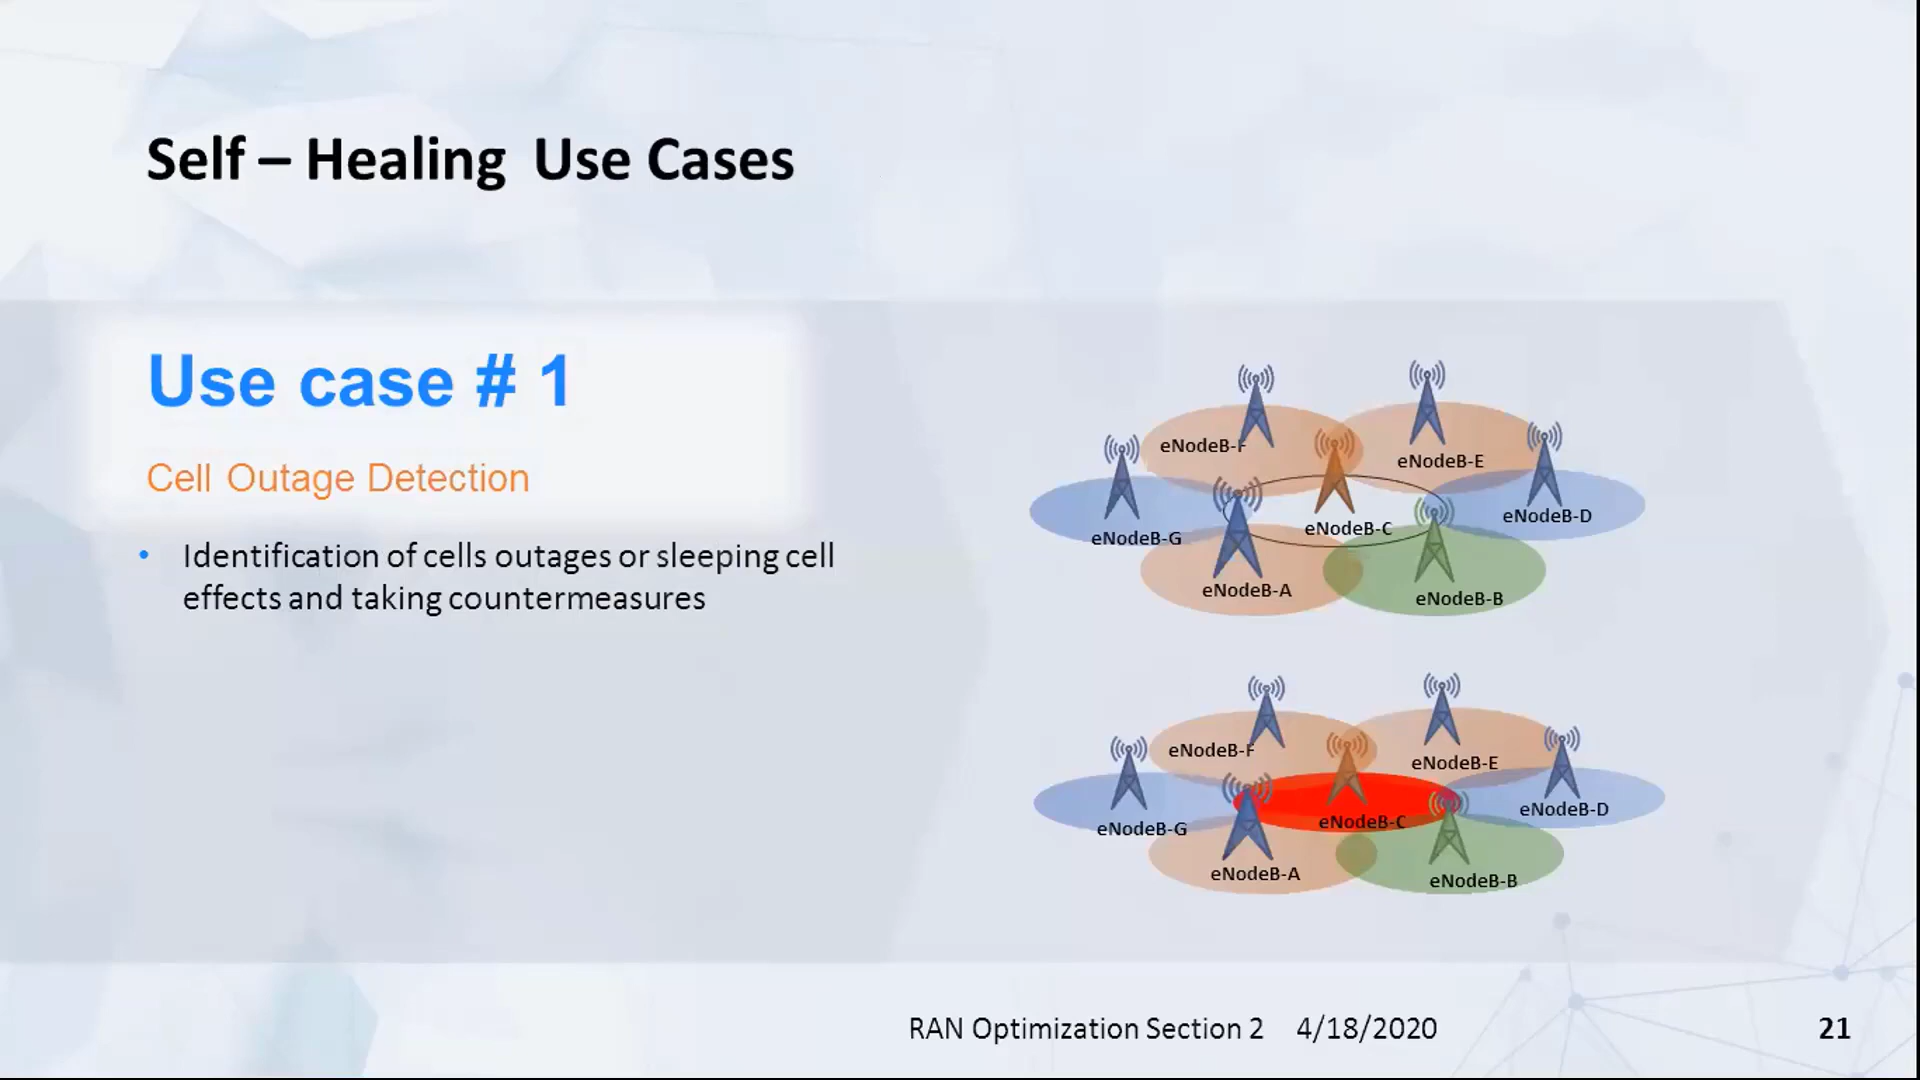 Self – Healing Use Cases
Use case # 1
Cell Outage Detection
• Identification of cells outages or sleeping cell
effects and taking countermeasures
eNodeB-F
eNodeB-E
eNodeB-D
eNodeB-C
eNodeB-G
eNodeB-A
eNodeB-B
eNodeB-F
eNodeB-E
eNodeB-D
eNodeB-C
eNodeB-G
eNodeB-A
eNodeB-B
RAN Optimization Section 2 4/18/2020 21